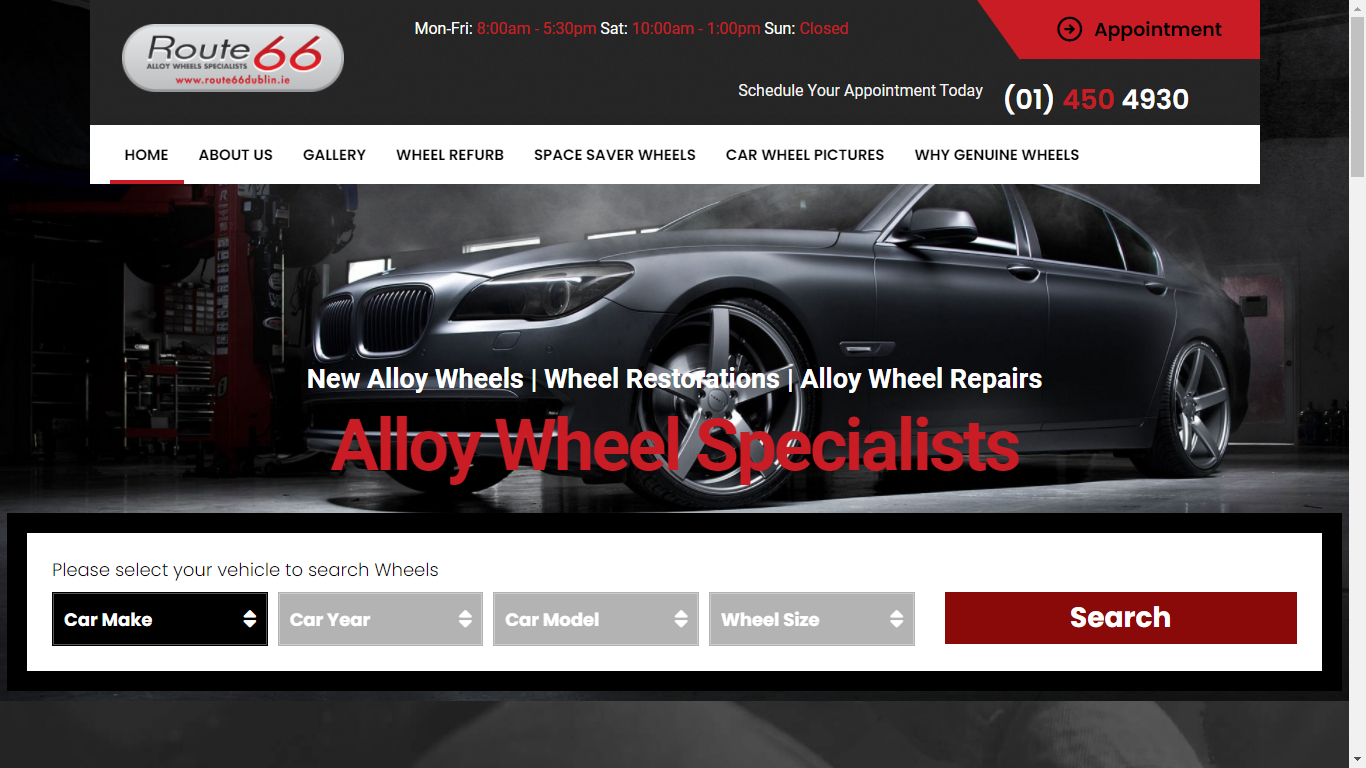 Route 66
ALLOY WHEELS SPECIALISTS
www.route66dublin.ie
Mon-Fri: 8:00am - 5:30pm Sat: 10:00am - 1:00pm Sun: Closed
Appointment
Schedule Your Appointment Today
(01) 450 4930
HOME ABOUT US GALLERY WHEEL REFURB SPACE SAVER WHEELS CAR WHEEL PICTURES WHY GENUINE WHEELS
New Alloy Wheels | Wheel Restorations | Alloy Wheel Repairs
Alloy Wheel Specialists
Please select your vehicle to search Wheels
Car Make Car Year Car Model Wheel Size Search